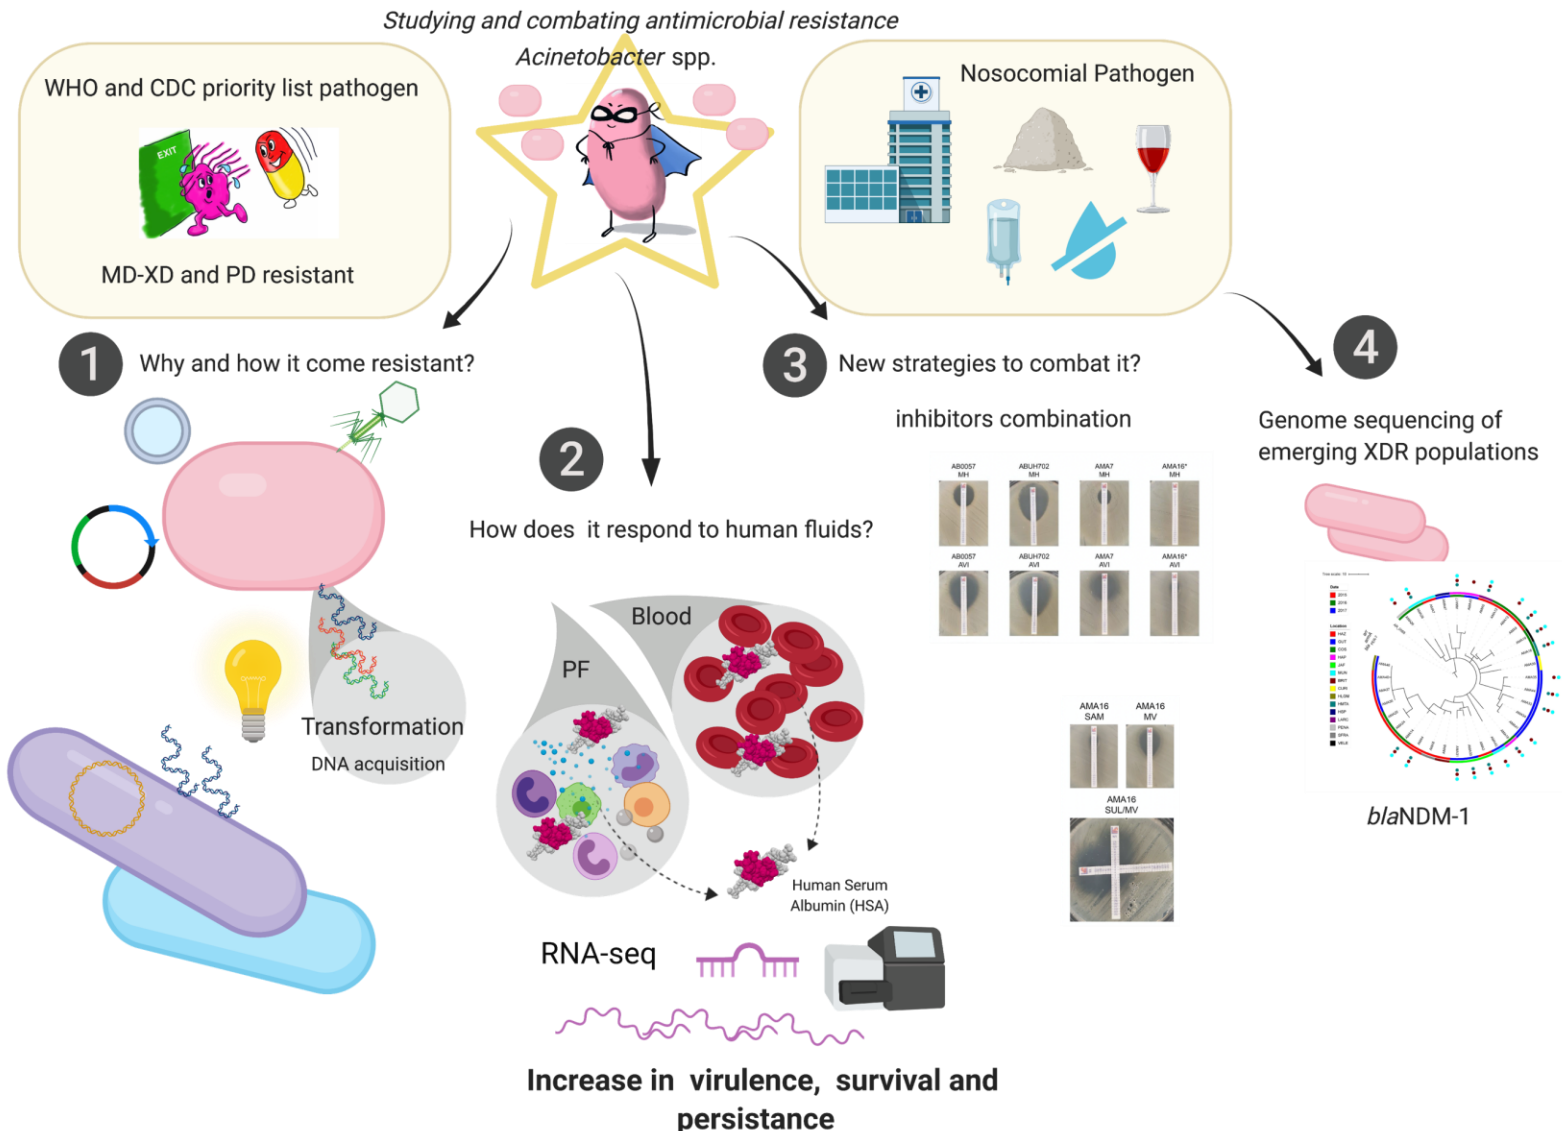 Studying and combating antimicrobial resistance
Acinetobacter spp.
WHO and CDC priority list pathogen
EXIT
MD-XD and PD resistant
Nosocomial Pathogen
1
Why and how it come resistant?
Transformation
DNA acquisition
2
How does it respond to human fluids?
Blood
PF
Human Serum
Albumin (HSA)
RNA-seq
Increase in virulence, survival and
persistance
3
New strategies to combat it?
inhibitors combination
AB0057
MH
ABUH702
MH
AMA7
MH
AMA16*
MH
AB0057
AVI
ABUH702
AVI
AMA7
AVI
AMA16*
AVI
AMA16
SAM
AMA16
MV
AMA16
SUL/MV
4
Genome sequencing of
emerging XDR populations
Date
Location
blaNDM-1